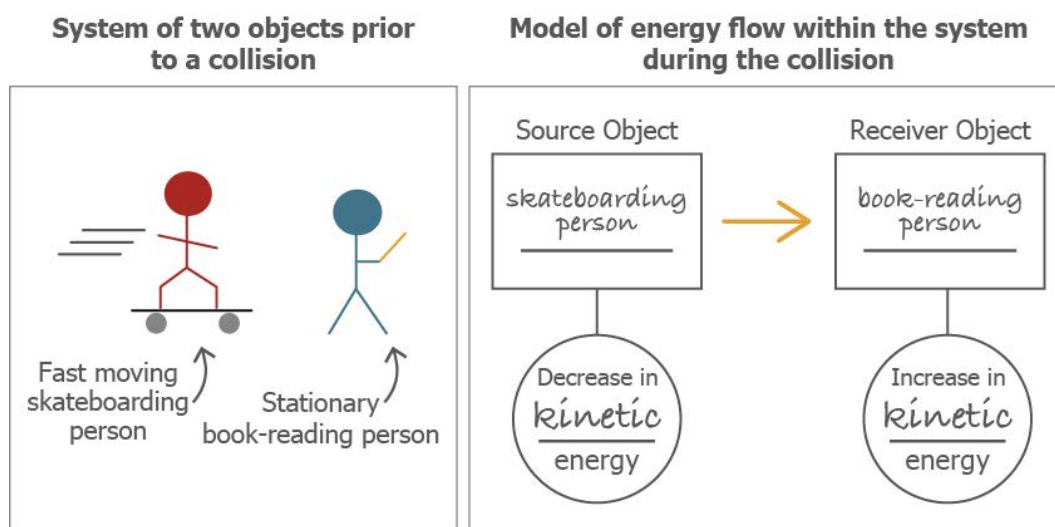 System of two objects prior
to a collision
Fast moving
skateboarding
person
Stationary
book-reading person
Model of energy flow within the system
during the collision
Source Object
skateboarding
person
Receiver Object
book-reading
person
Decrease in
kinetic
energy
Increase in
kinetic
energy